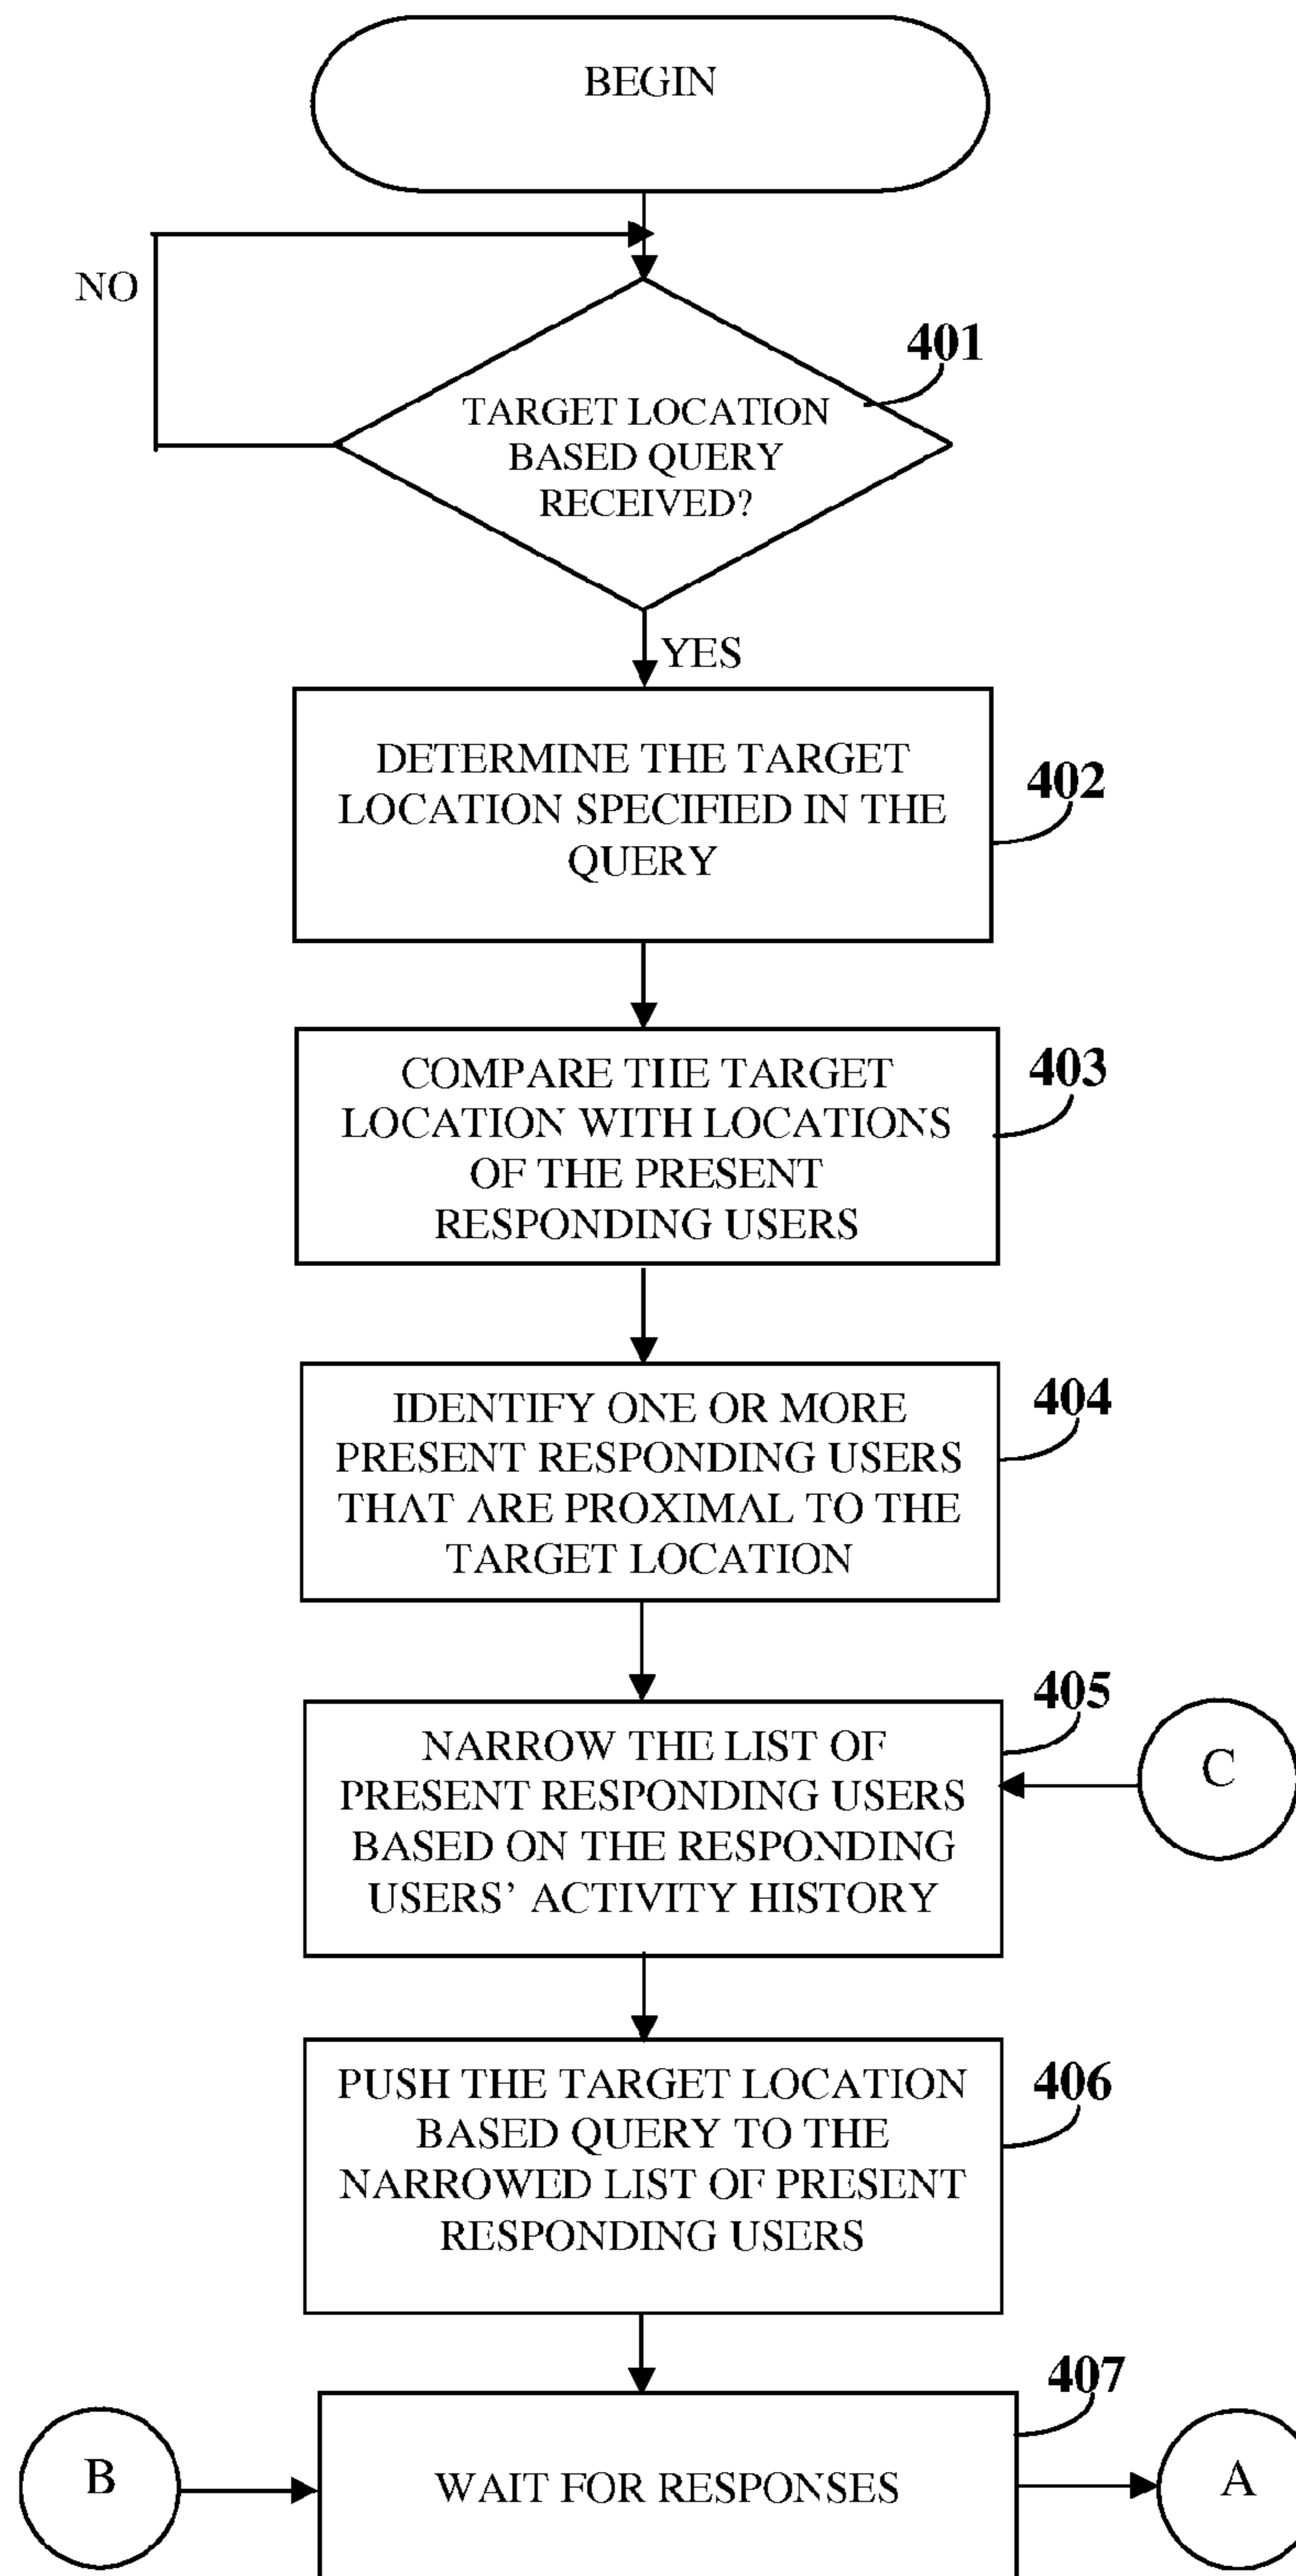 BEGIN
NO
401
TARGET LOCATION
BASED QUERY
RECEIVED?
YES
DETERMINE THE TARGET
LOCATION SPECIFIED IN THE
QUERY
402
COMPARE THE TARGET
LOCATION WITH LOCATIONS
OF THE PRESENT
RESPONDING USERS
403
IDENTIFY ONE OR MORE
PRESENT RESPONDING USERS
THAT ARE PROXIMAL TO THE
TARGET LOCATION
404
NARROW THE LIST OF
PRESENT RESPONDING USERS
BASED ON THE RESPONDING
USERS’ ACTIVITY HISTORY
405
C
PUSH THE TARGET LOCATION
BASED QUERY TO THE
NARROWED LIST OF PRESENT
RESPONDING USERS
406
407
B
WAIT FOR RESPONSES
A